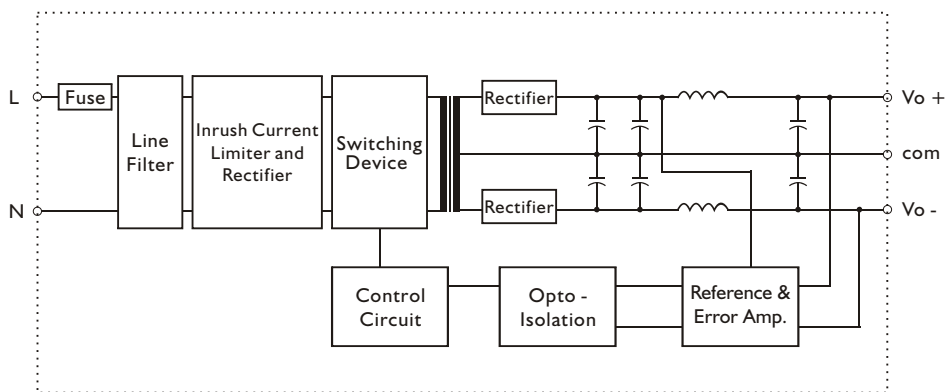 L
Fuse
Line
Filter
Inrush Current
Limiter and
Rectifier
Switching
Device
Rectifier
Vo +
com
N
Rectifier
Vo -
Control
Circuit
Opto -
Isolation
Reference &
Error Amp.